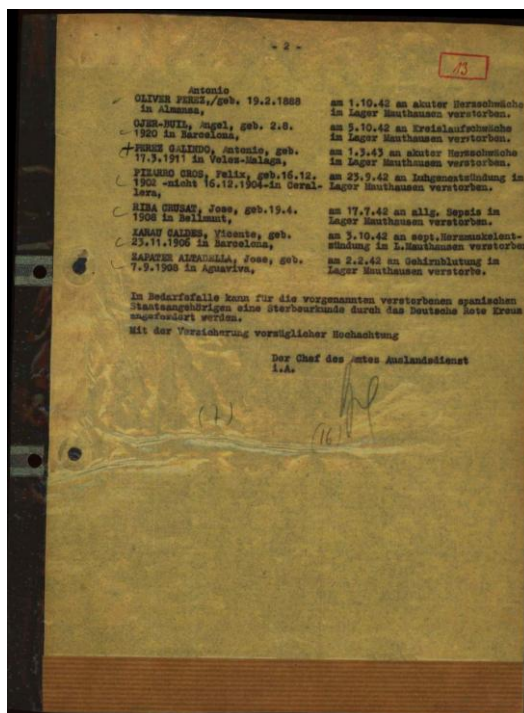 - 2 -
13
Antonio
OLIVER PEREZ,/geb. 19.2.1888 am 1.10.42 an akuter Herzschwäche
in Almansa, im Lager Mauthausen verstorben.
OJER-BUIL, Angel, geb. 2.8. am 5.10.42 an Kreislaufschwäche
1920 in Barcelona, im Lager Mauthausen verstorben.
PEREZ GALINDO, Antonio, geb. am 1.3.43 an akuter Herzschwäche
17.3.1911 in Velez-Malaga, im Lager Mauthausen verstorben.
PIZARRO CROS, Felix, geb.16.12. am 23.9.42 an Luhgenentzündung in
1902 -nicht 16.12.1904-in Ceral- Lager Mauthausen verstorben.
lera,
RIBA CRUSAT, Jose, geb.19.4. am 17.7.42 an allg. Sepsis in
1908 in Bellmunt, Lager Mauthausen verstorben.
XARAU CALDES, Vicente, geb. am 3.10.42 an sept.Herzmuskelent-
23.11.1906 in Barcelona, zündung in L.Mauthausen verstorben
ZAPATER ALTABELLA, Jose, geb. am 2.2.42 an Gehirnblutung im
7.9.1908 in Aguaviva, Lager Mauthausen verstorbe.
Im Bedarfsfalle kann für die vorgenannten verstorbenen spanischen
Staatsangehörigen eine Sterbeurkunde durch das Deutsche Rote Kreuz
angefordert werden.
Mit der Versicherung vorzüglicher Hochachtung
Der Chef des Amtes Auslandsdienst
i.A.
(7)
(16)